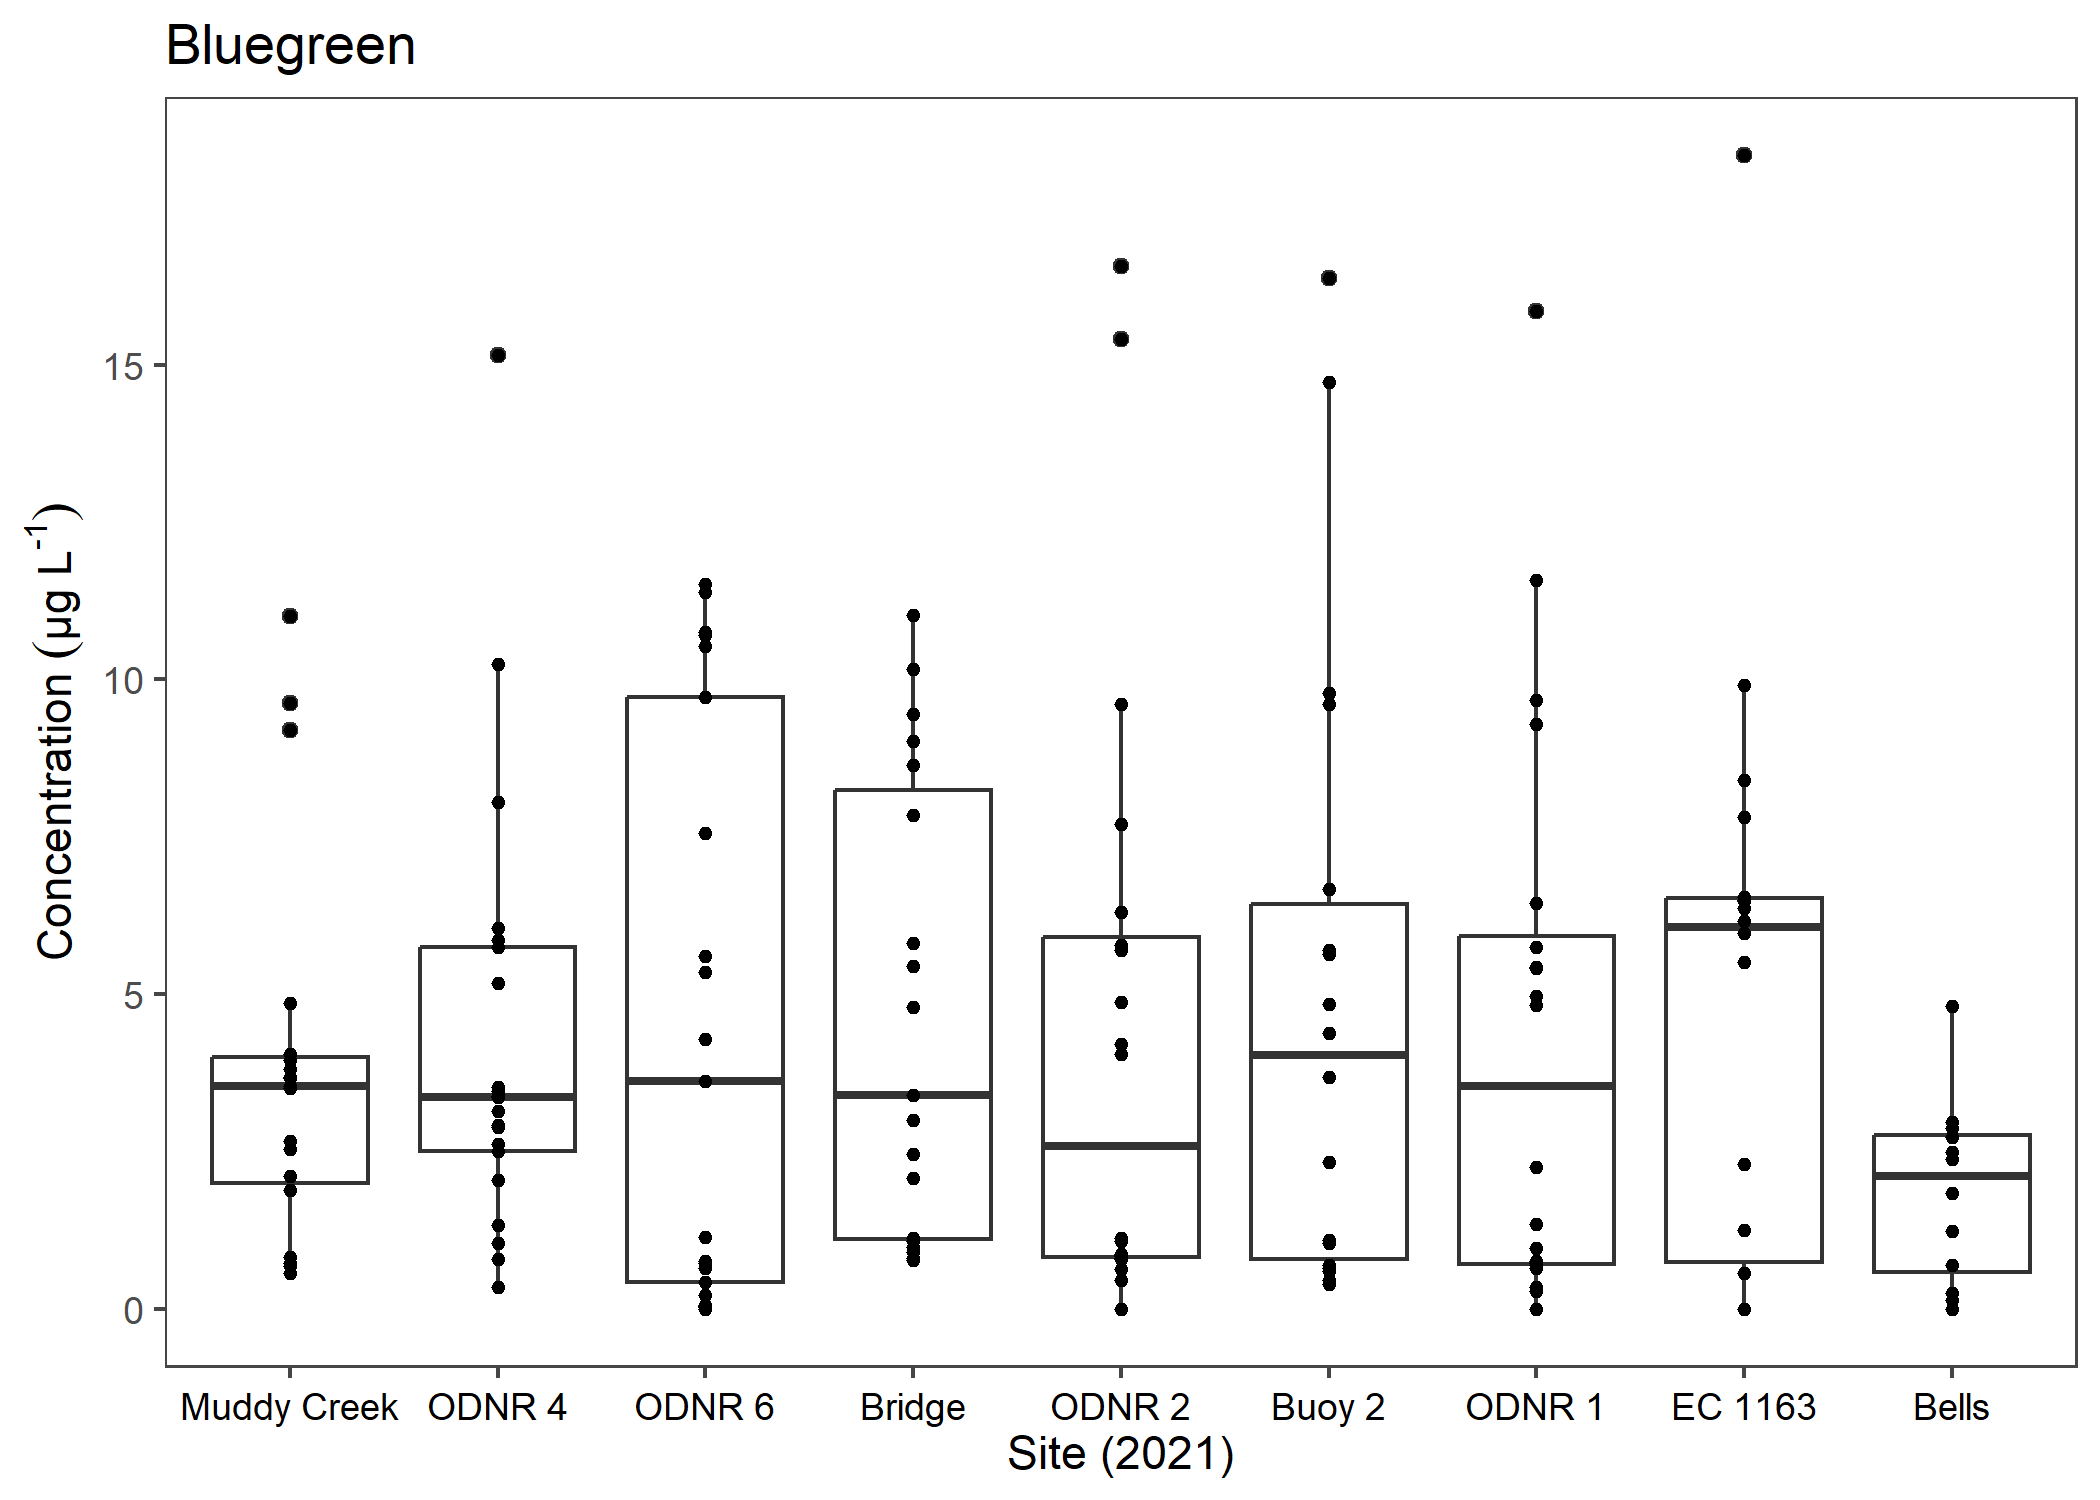 Bluegreen
Concentration (µg L⁻¹)
15
10
5
0
Muddy Creek ODNR 4 ODNR 6 Bridge ODNR 2 Buoy 2 ODNR 1 EC 1163 Bells
Site (2021)